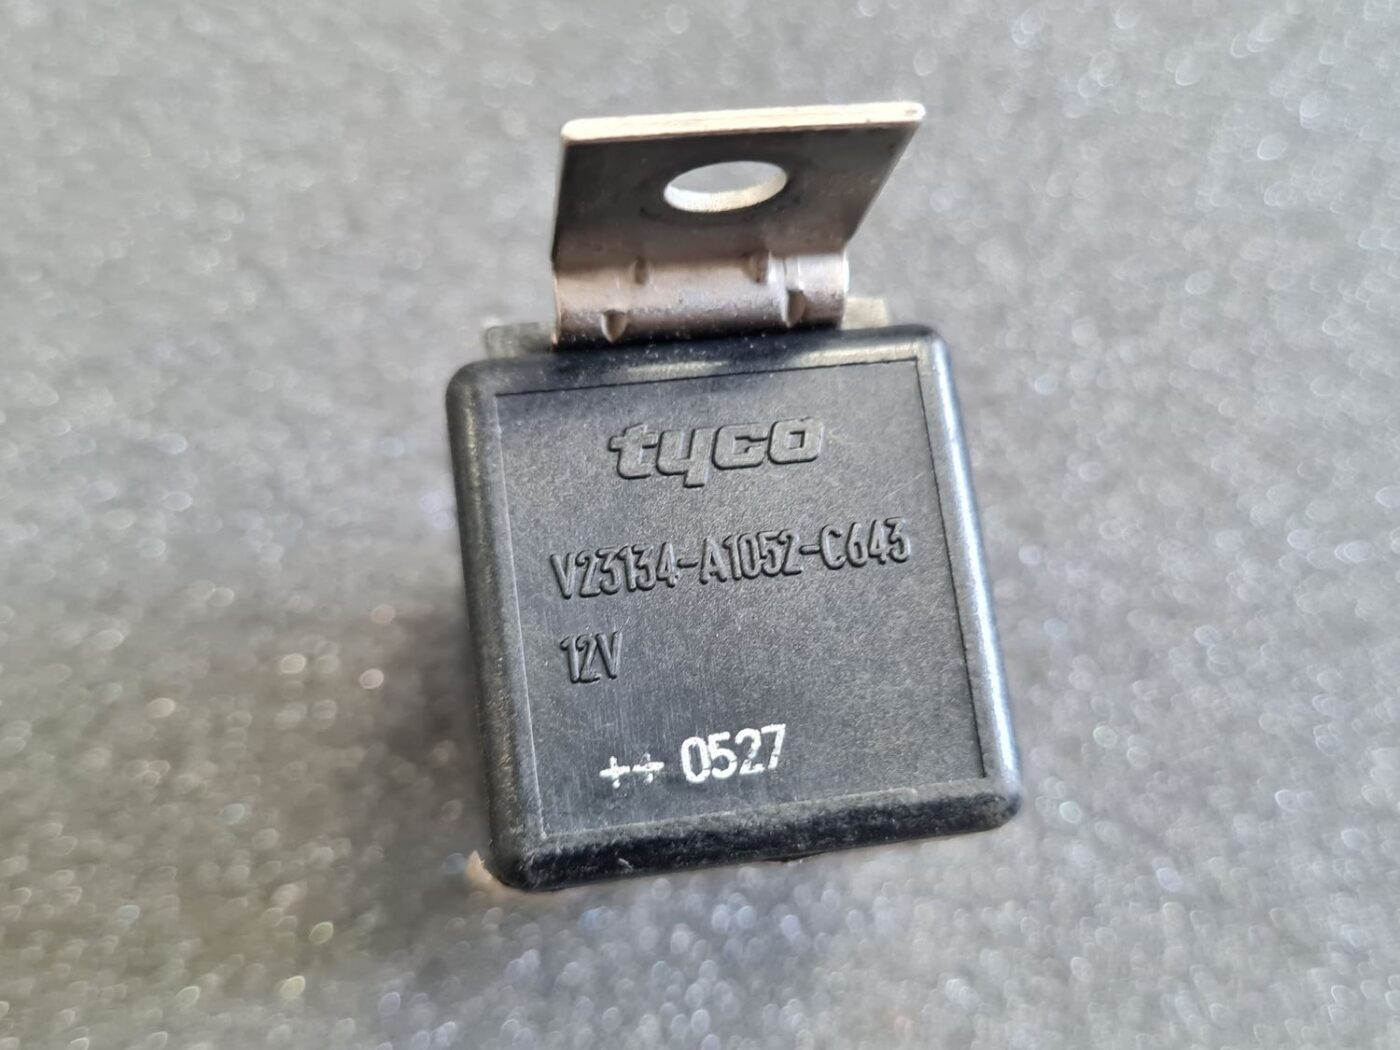 tyco
V23134-A1052-C643
12V
++ 0527